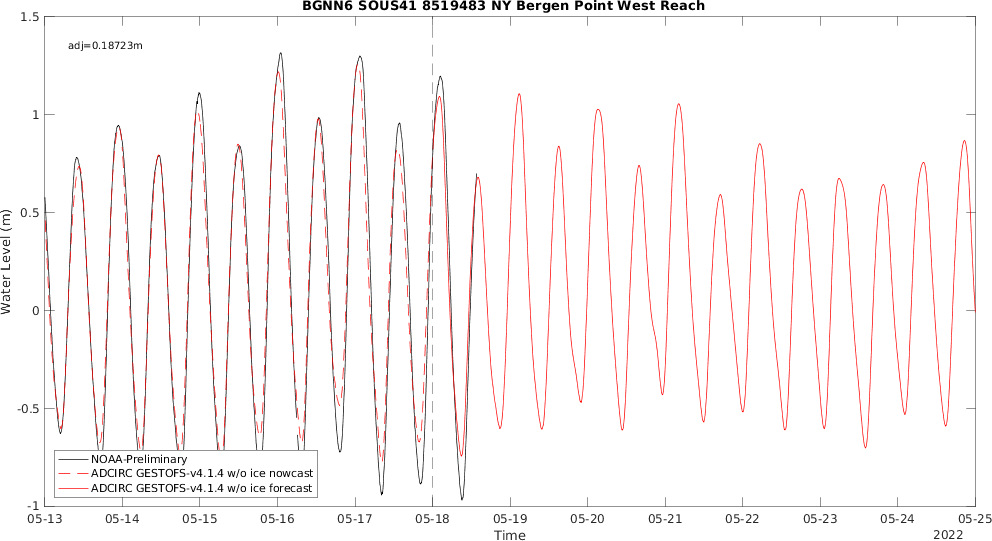 BGNN6 SOUS41 8519483 NY Bergen Point West Reach
1.5
adj=0.18723m
1
0.5
Water Level (m)
0
-0.5
NOAA-Preliminary
ADCIRC GESTOFS-v4.1.4 w/o ice nowcast
ADCIRC GESTOFS-v4.1.4 w/o ice forecast
-1
05-13 05-14 05-15 05-16 05-17 05-18 05-19 05-20 05-21 05-22 05-23 05-24 05-25
Time
2022